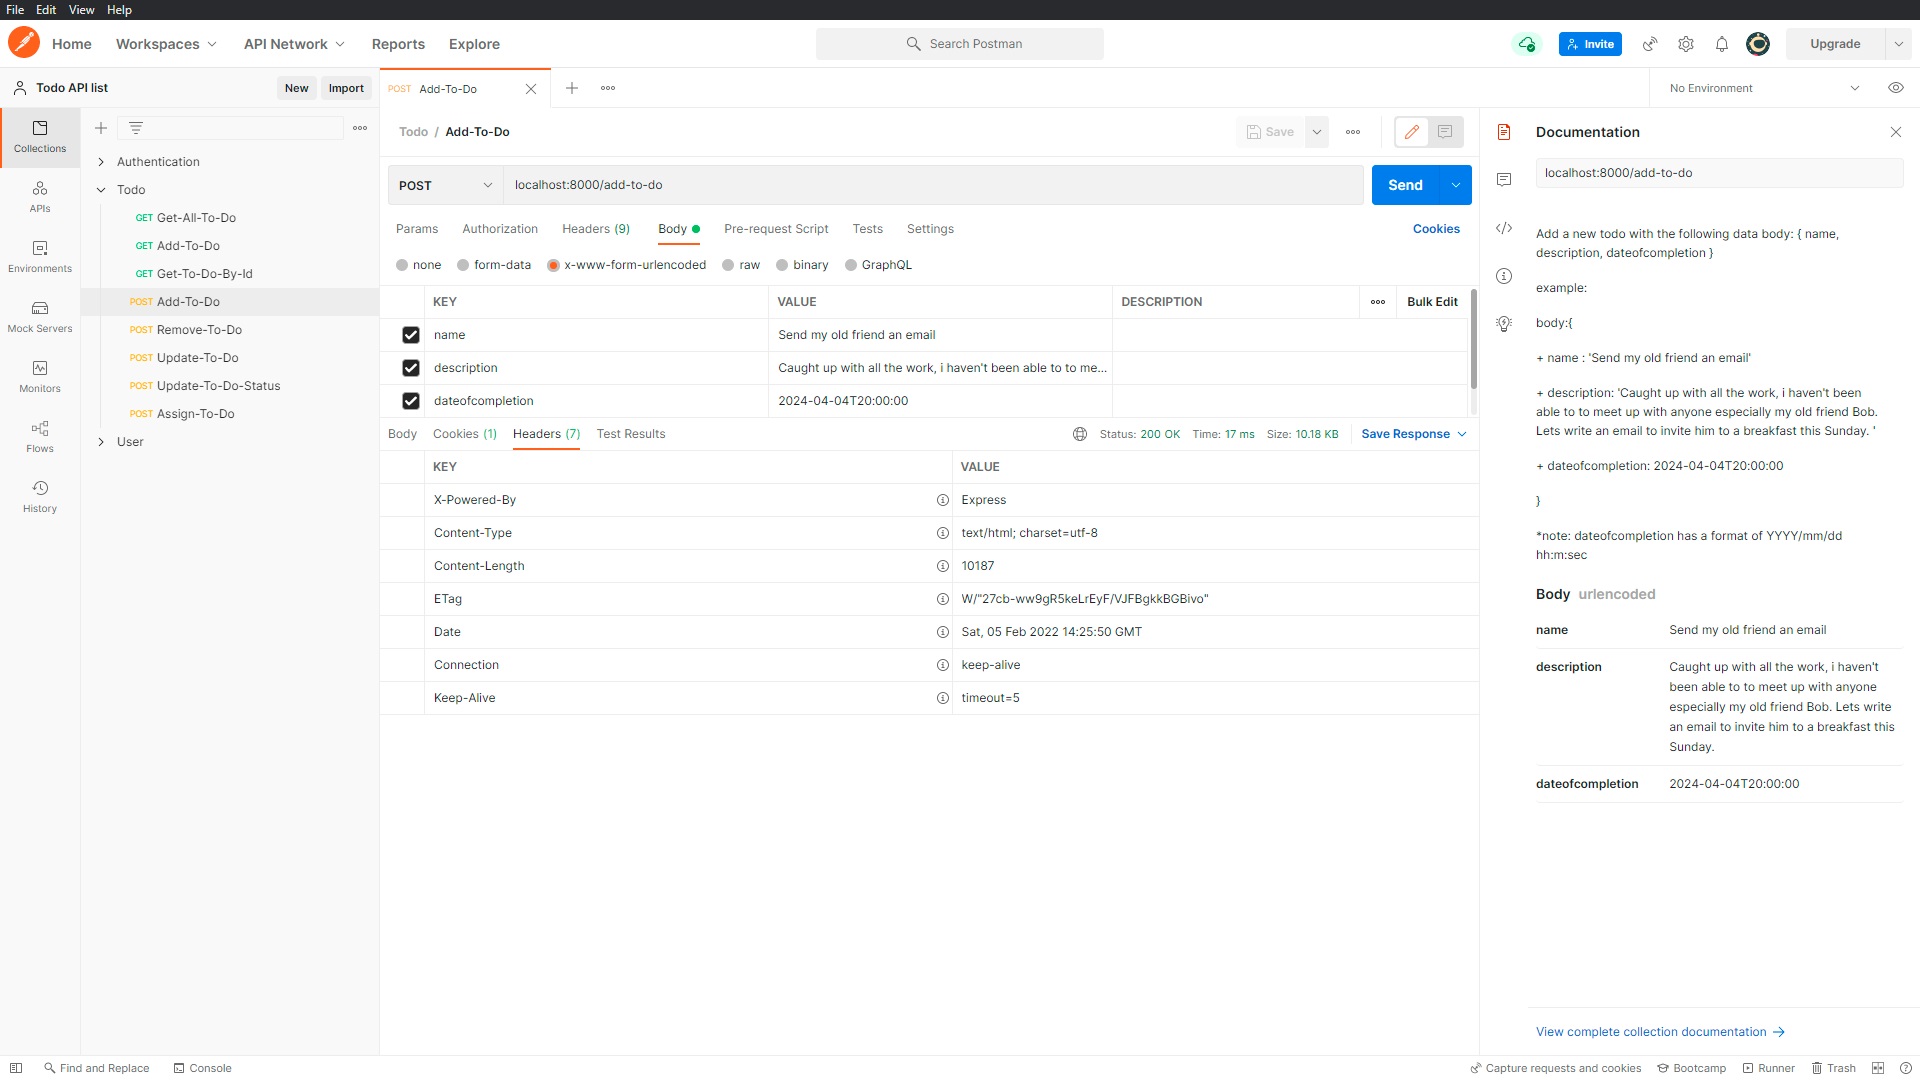 File Edit View Help
Home Workspaces API Network Reports Explore Search Postman Invite Upgrade
Todo API list New Import POST Add-To-Do No Environment
Collections
APIs
Environments
Mock Servers
Monitors
Flows
History
Authentication
Todo
GET Get-All-To-Do
GET Add-To-Do
GET Get-To-Do-By-Id
POST Add-To-Do
POST Remove-To-Do
POST Update-To-Do
POST Update-To-Do-Status
POST Assign-To-Do
User
Todo / Add-To-Do Save
POST localhost:8000/add-to-do Send
Params Authorization Headers (9) Body Pre-request Script Tests Settings Cookies
none form-data x-www-form-urlencoded raw binary GraphQL
KEY VALUE DESCRIPTION Bulk Edit
name Send my old friend an email
description Caught up with all the work, i haven't been able to to me...
dateofcompletion 2024-04-04T20:00:00
Body Cookies (1) Headers (7) Test Results Status: 200 OK Time: 17 ms Size: 10.18 KB Save Response
KEY VALUE
X-Powered-By Express
Content-Type text/html; charset=utf-8
Content-Length 10187
ETag W/"27cb-ww9gR5keLrEyF/VJFBgkkBGBivo"
Date Sat, 05 Feb 2022 14:25:50 GMT
Connection keep-alive
Keep-Alive timeout=5
Documentation
localhost:8000/add-to-do
Add a new todo with the following data body: { name,
description, dateofcompletion }
example:
body:{
+ name : 'Send my old friend an email'
+ description: 'Caught up with all the work, i haven't been
able to to meet up with anyone especially my old friend Bob.
Lets write an email to invite him to a breakfast this Sunday. '
+ dateofcompletion: 2024-04-04T20:00:00
}
*note: dateofcompletion has a format of YYYY/mm/dd
hh:m:sec
Body urlencoded
name Send my old friend an email
description Caught up with all the work, i haven't
been able to to meet up with anyone
especially my old friend Bob. Lets write
an email to invite him to a breakfast this
Sunday.
dateofcompletion 2024-04-04T20:00:00
View complete collection documentation →
Find and Replace Console Capture requests and cookies Bootcamp Runner Trash